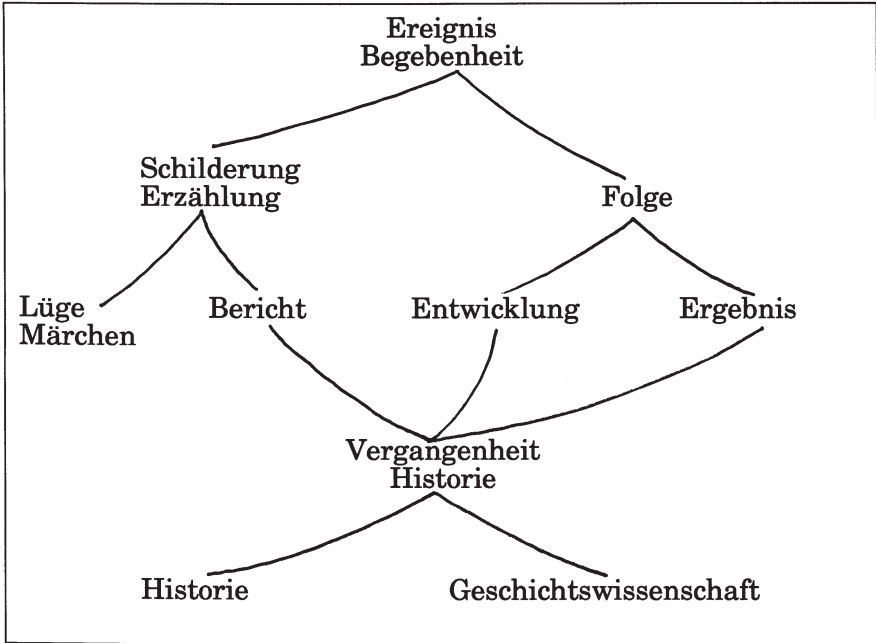 Ereignis
Begebenheit
Schilderung
Erzählung
Folge
Lüge
Märchen
Bericht
Entwicklung
Ergebnis
Vergangenheit
Historie
Historie
Geschichtswissenschaft